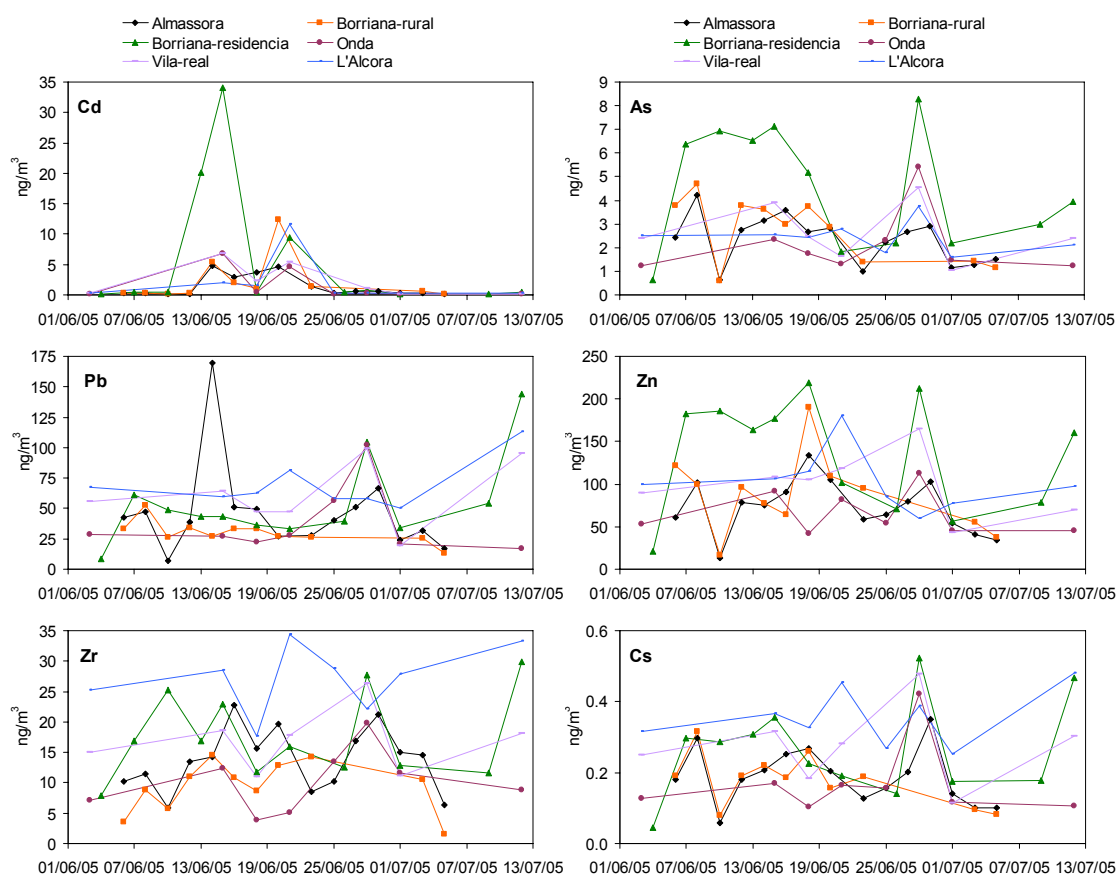 Almassora Borriana-rural
Borriana-residencia Onda
Vila-real L'Alcora
Almassora Borriana-rural
Borriana-residencia Onda
Vila-real L'Alcora
Cd
ng/m³
35
30
25
20
15
10
5
0
01/06/05 07/06/05 13/06/05 19/06/05 25/06/05 01/07/05 07/07/05 13/07/05
As
ng/m³
9
8
7
6
5
4
3
2
1
0
01/06/05 07/06/05 13/06/05 19/06/05 25/06/05 01/07/05 07/07/05 13/07/05
Pb
ng/m³
175
150
125
100
75
50
25
0
01/06/05 07/06/05 13/06/05 19/06/05 25/06/05 01/07/05 07/07/05 13/07/05
Zn
ng/m³
250
200
150
100
50
0
01/06/05 07/06/05 13/06/05 19/06/05 25/06/05 01/07/05 07/07/05 13/07/05
Zr
ng/m³
35
30
25
20
15
10
5
0
01/06/05 07/06/05 13/06/05 19/06/05 25/06/05 01/07/05 07/07/05 13/07/05
Cs
ng/m³
0.6
0.4
0.2
0.0
01/06/05 07/06/05 13/06/05 19/06/05 25/06/05 01/07/05 07/07/05 13/07/05